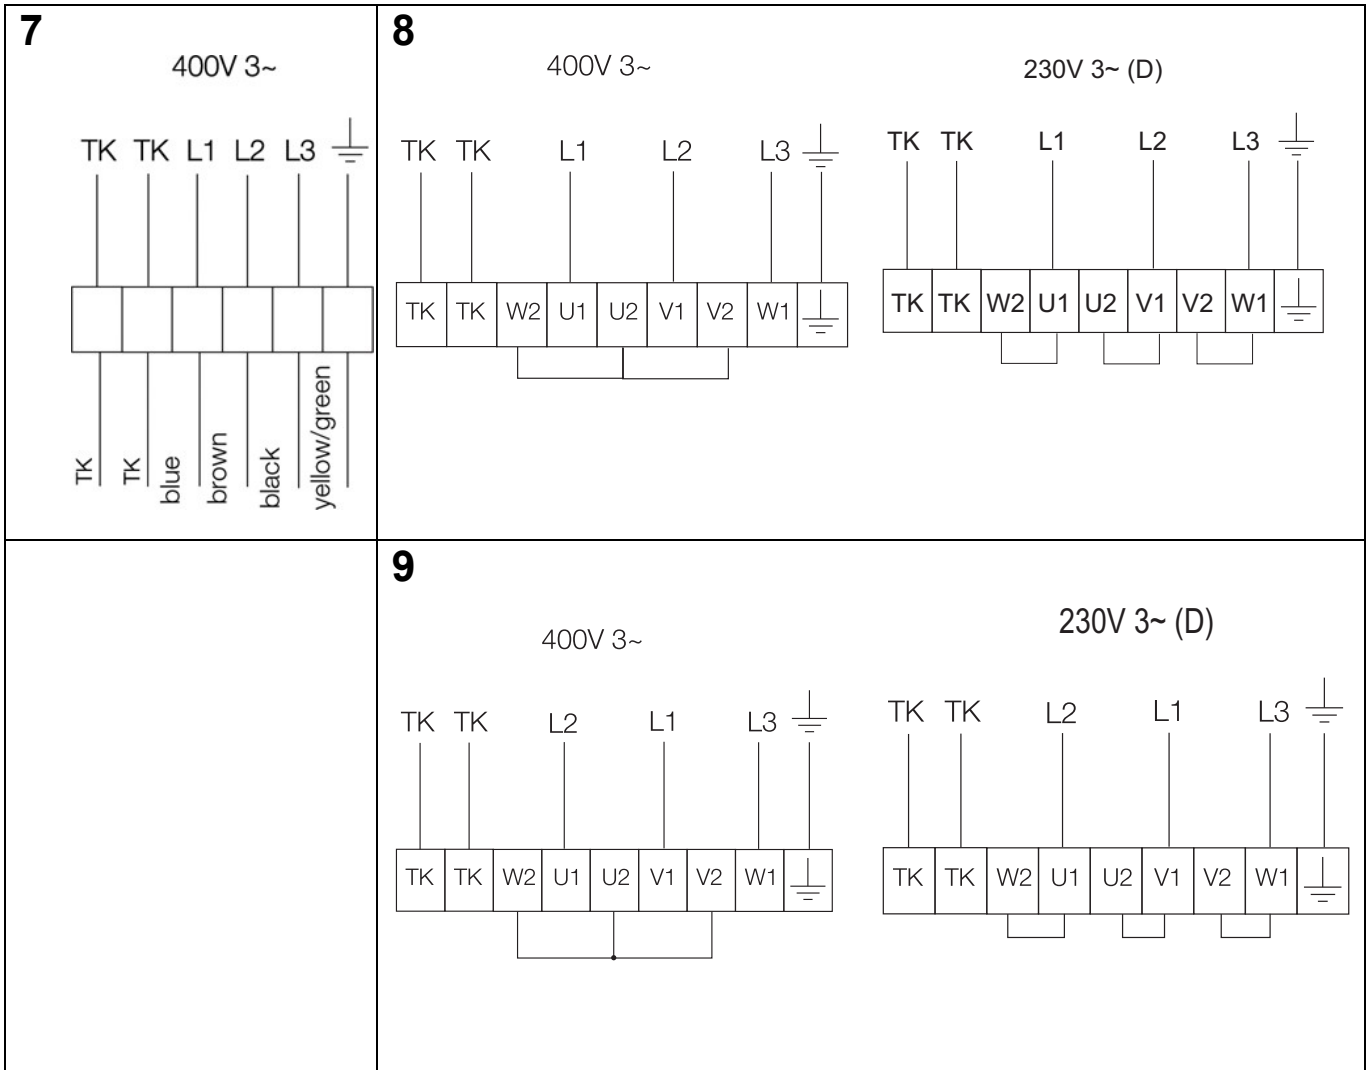 7
400V 3~
TK TK L1 L2 L3
TK TK blue brown black yellow/green
8
400V 3~
TK TK L1 L2 L3
TK TK W2 U1 U2 V1 V2 W1
230V 3~ (D)
TK TK L1 L2 L3
TK TK W2 U1 U2 V1 V2 W1
9
400V 3~
TK TK L2 L1 L3
TK TK W2 U1 U2 V1 V2 W1
230V 3~ (D)
TK TK L2 L1 L3
TK TK W2 U1 U2 V1 V2 W1